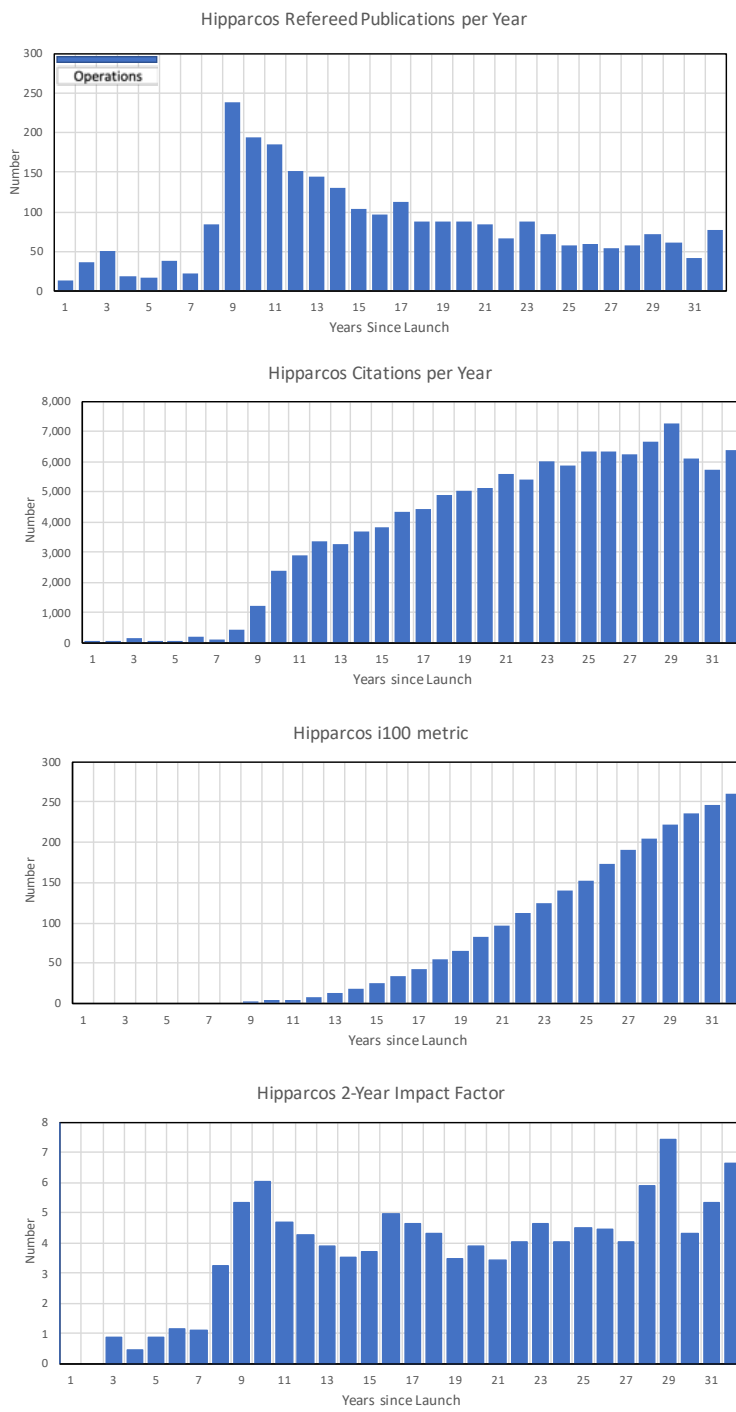 Hipparcos Refereed Publications per Year
300
Operations
250
200
150
100
50
0
Number
1 3 5 7 9 11 13 15 17 19 21 23 25 27 29 31
Years Since Launch
Hipparcos Citations per Year
8,000
7,000
6,000
5,000
4,000
3,000
2,000
1,000
0
Number
1 3 5 7 9 11 13 15 17 19 21 23 25 27 29 31
Years since Launch
Hipparcos i100 metric
300
250
200
150
100
50
0
Number
1 3 5 7 9 11 13 15 17 19 21 23 25 27 29 31
Years since Launch
Hipparcos 2-Year Impact Factor
8
7
6
5
4
3
2
1
0
Number
1 3 5 7 9 11 13 15 17 19 21 23 25 27 29 31
Years since Launch